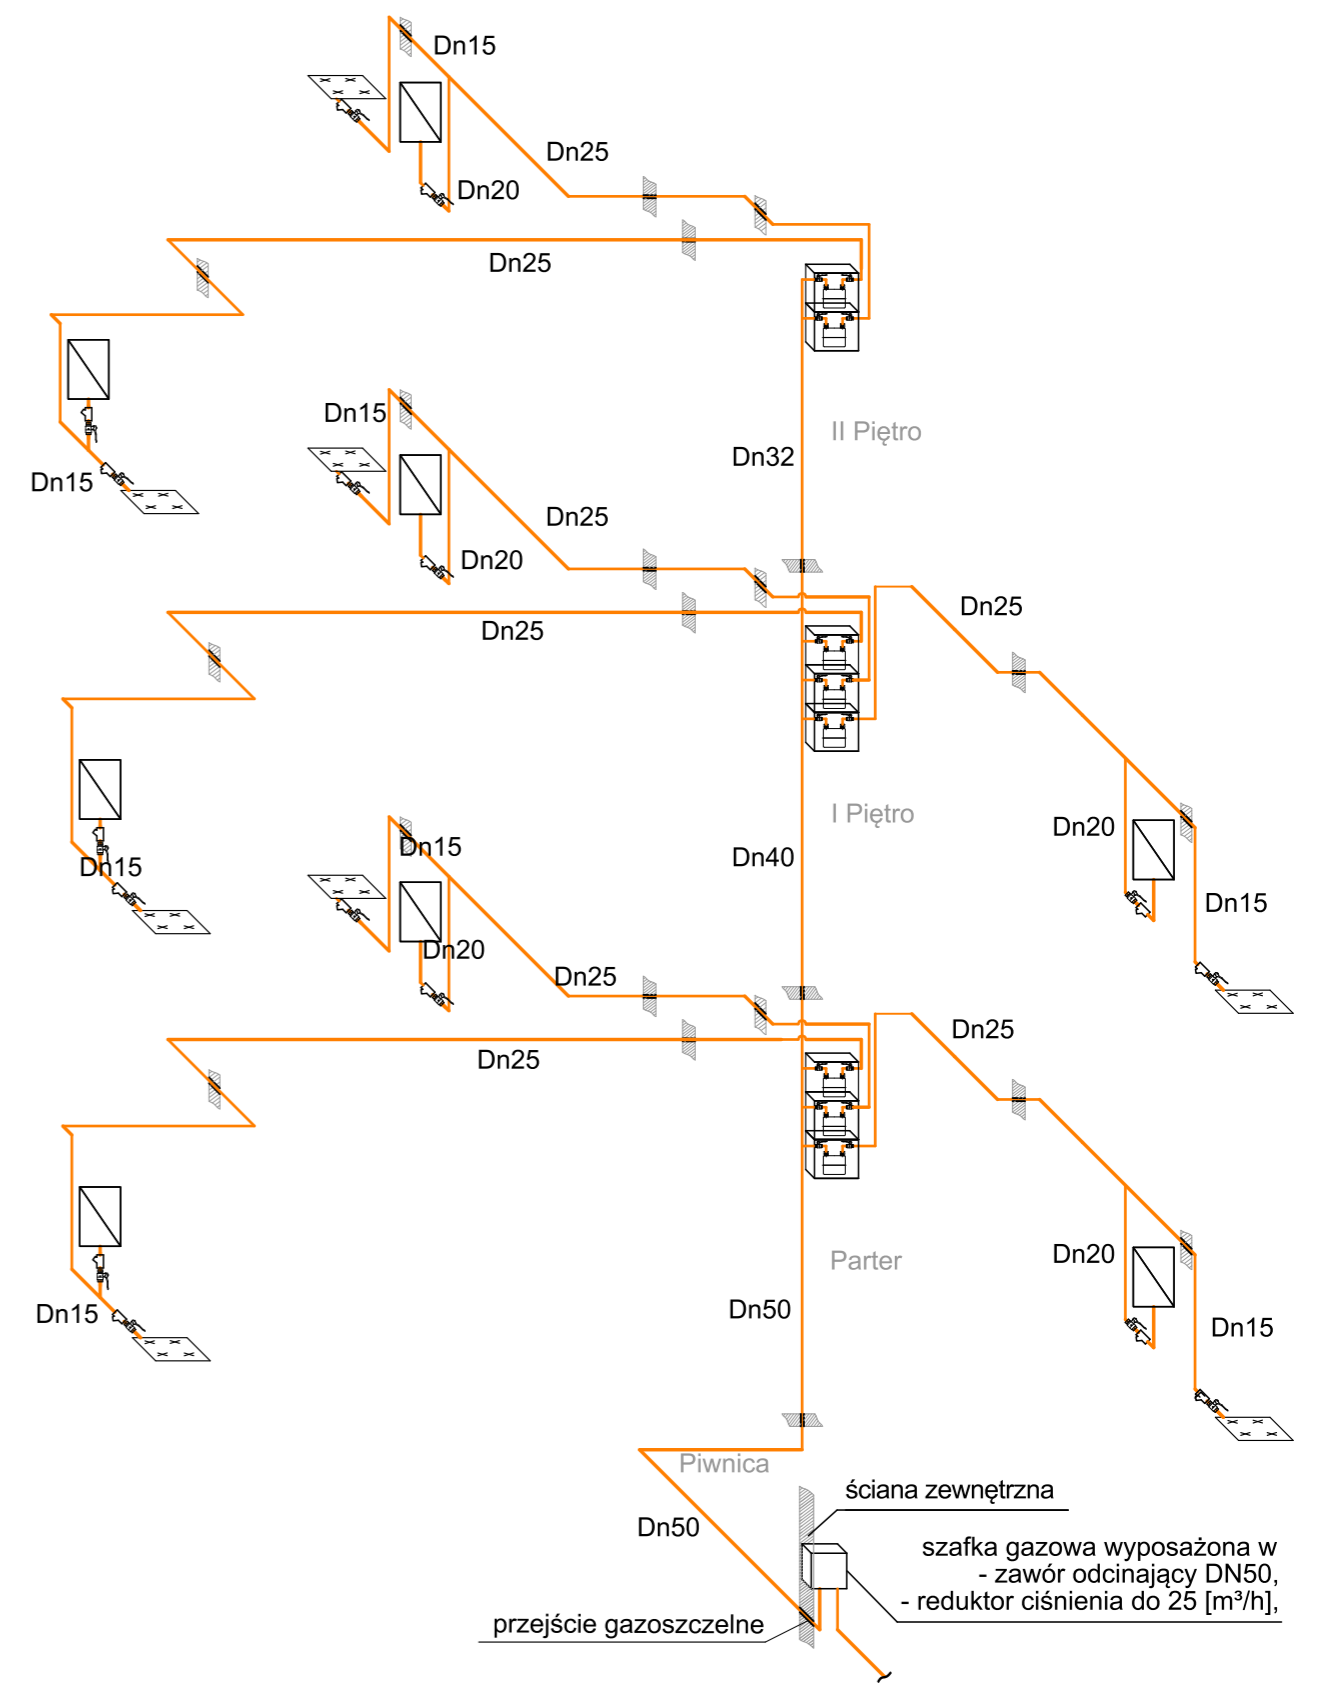 Dn15
Dn25
Dn20
Dn25
Dn15
II Piętro
Dn32
Dn15
Dn25
Dn20
Dn25
Dn25
I Piętro
Dn20
Dn15
Dn40
Dn15
Dn15
Dn20
Dn25
Dn25
Dn25
Parter
Dn20
Dn50
Dn15
Dn15
Piwnica
ściana zewnętrzna
Dn50
szafka gazowa wyposażona w
- zawór odcinający DN50,
- reduktor ciśnienia do 25 [m³/h],
przejście gazoszczelne